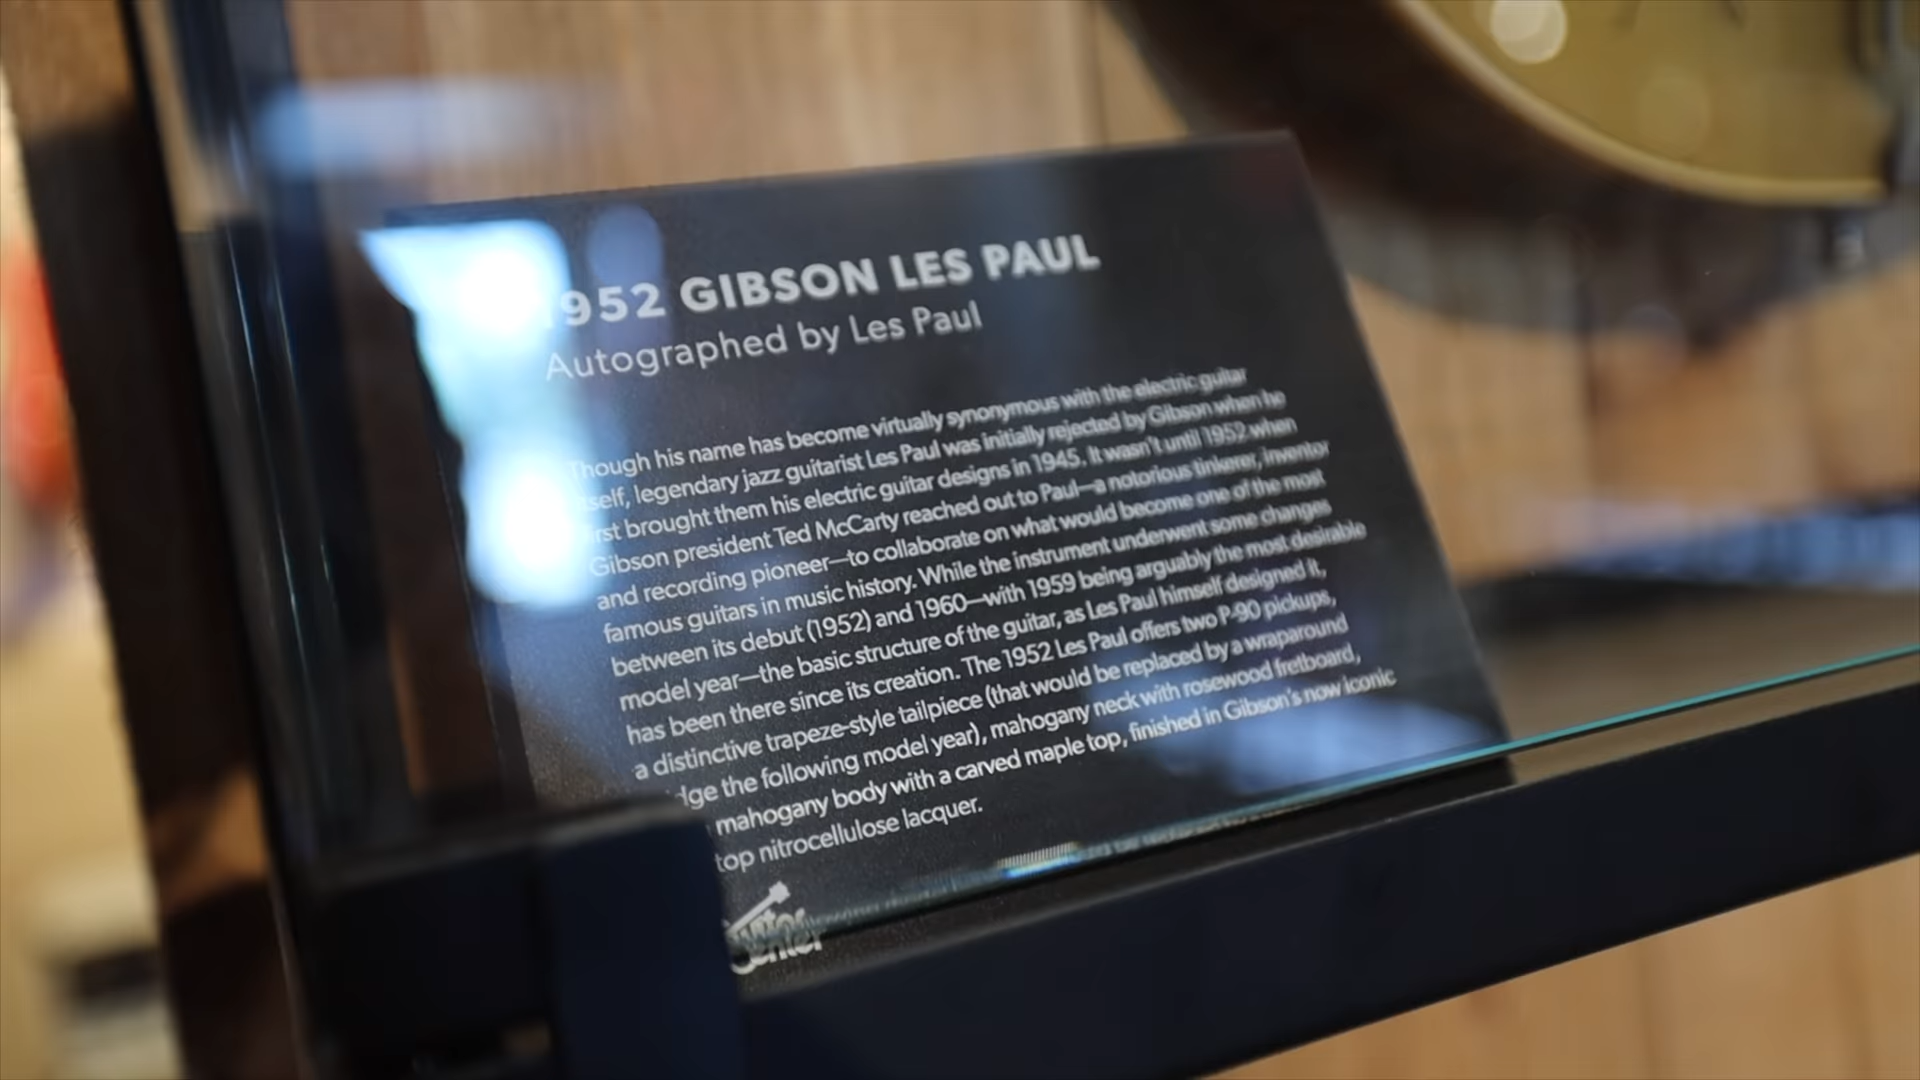 1952 GIBSON LES PAUL
Autographed by Les Paul
Though his name has become virtually synonymous with the electric guitar
itself, legendary jazz guitarist Les Paul was initially rejected by Gibson when he
first brought them his electric guitar designs in 1945. It wasn't until 1952 when
Gibson president Ted McCarty reached out to Paul—a notorious tinkerer, inventor
and recording pioneer—to collaborate on what would become one of the most
famous guitars in music history. While the instrument underwent some changes
between its debut (1952) and 1960—with 1959 being arguably the most desirable
model year—the basic structure of the guitar, as Les Paul himself designed it,
has been there since its creation. The 1952 Les Paul offers two P-90 pickups,
a distinctive trapeze-style tailpiece (that would be replaced by a wraparound
bridge the following model year), mahogany neck with rosewood fretboard,
mahogany body with a carved maple top, finished in Gibson's now iconic
top nitrocellulose lacquer.
Guitar
Center